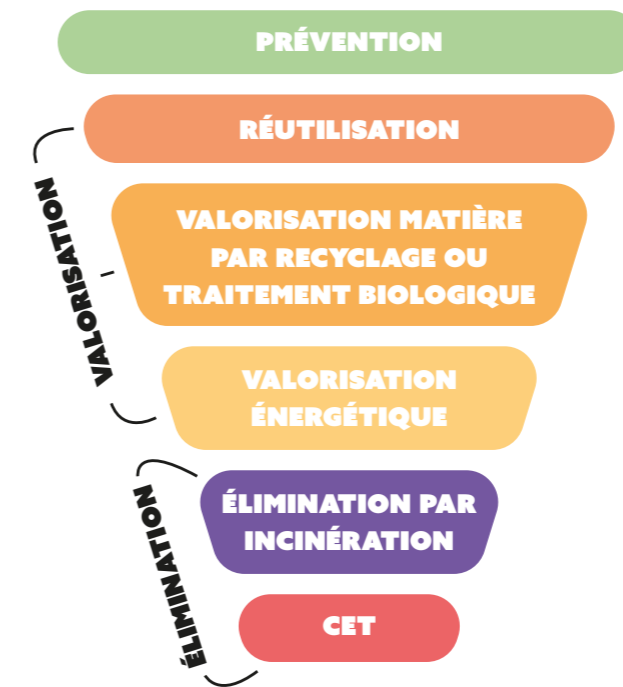 PRÉVENTION
RÉUTILISATION
VALORISATION MATIÈRE
PAR RECYCLAGE OU
TRAITEMENT BIOLOGIQUE
VALORISATION
ÉNERGÉTIQUE
VALORISATION
ÉLIMINATION PAR
INCINÉRATION
CET
ÉLIMINATION